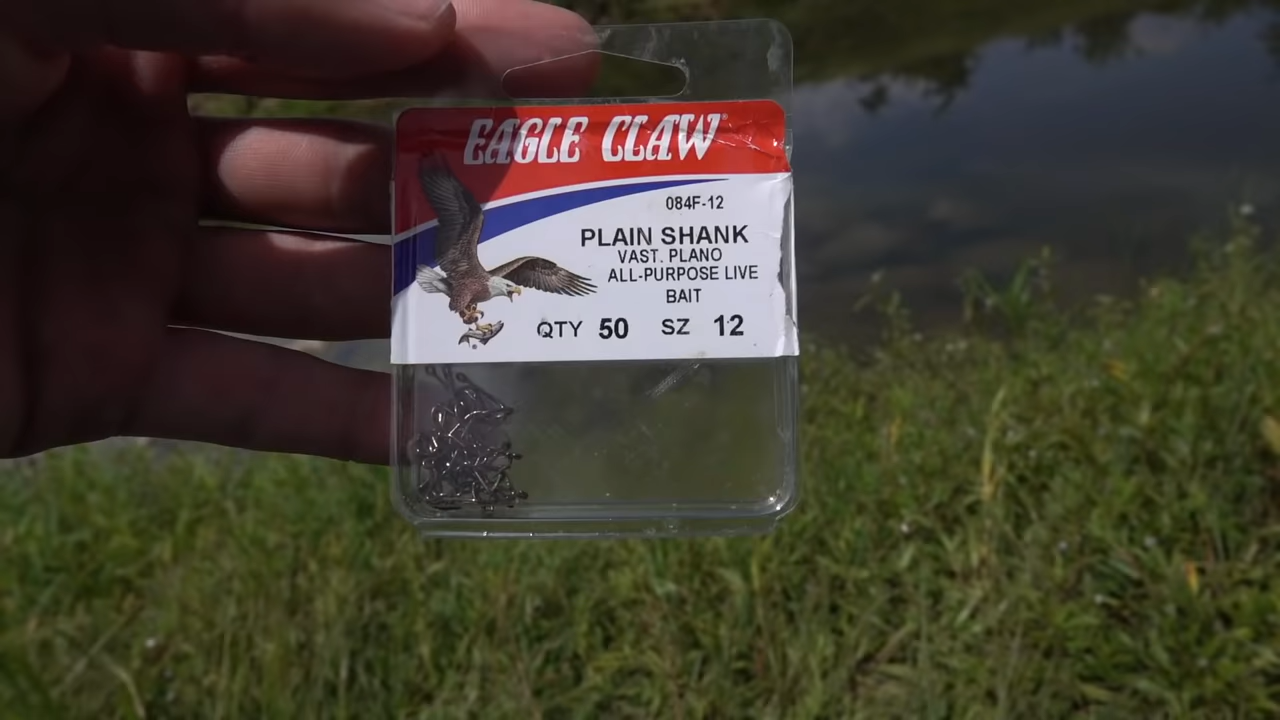 EAGLE CLAW®
084F-12
PLAIN SHANK
VAST. PLANO
ALL-PURPOSE LIVE
BAIT
QTY 50 SZ 12
®